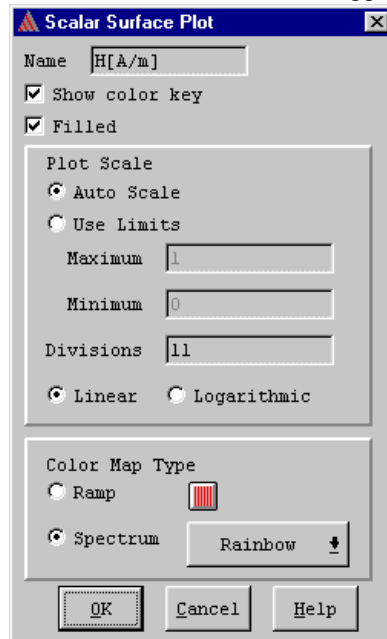 Scalar Surface Plot
Name H[A/m]
Show color key
Filled
Plot Scale
Auto Scale
Use Limits
Maximum 1
Minimum 0
Divisions 11
Linear Logarithmic
Color Map Type
Ramp
Spectrum Rainbow
OK Cancel Help